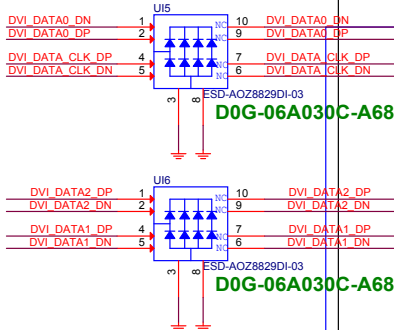 UI5
DVI_DATA0_DN 1 NC 10 DVI_DATA0_DN
DVI_DATA0_DP 2 NC 9 DVI_DATA0_DP
DVI_DATA_CLK_DP 4 NC 7 DVI_DATA_CLK_DP
DVI_DATA_CLK_DN 5 NC 6 DVI_DATA_CLK_DN
3 8 ESD-AOZ8829DI-03
D0G-06A030C-A68
UI6
DVI_DATA2_DP 1 NC 10 DVI_DATA2_DP
DVI_DATA2_DN 2 NC 9 DVI_DATA2_DN
DVI_DATA1_DP 4 NC 7 DVI_DATA1_DP
DVI_DATA1_DN 5 NC 6 DVI_DATA1_DN
3 8 ESD-AOZ8829DI-03
D0G-06A030C-A68